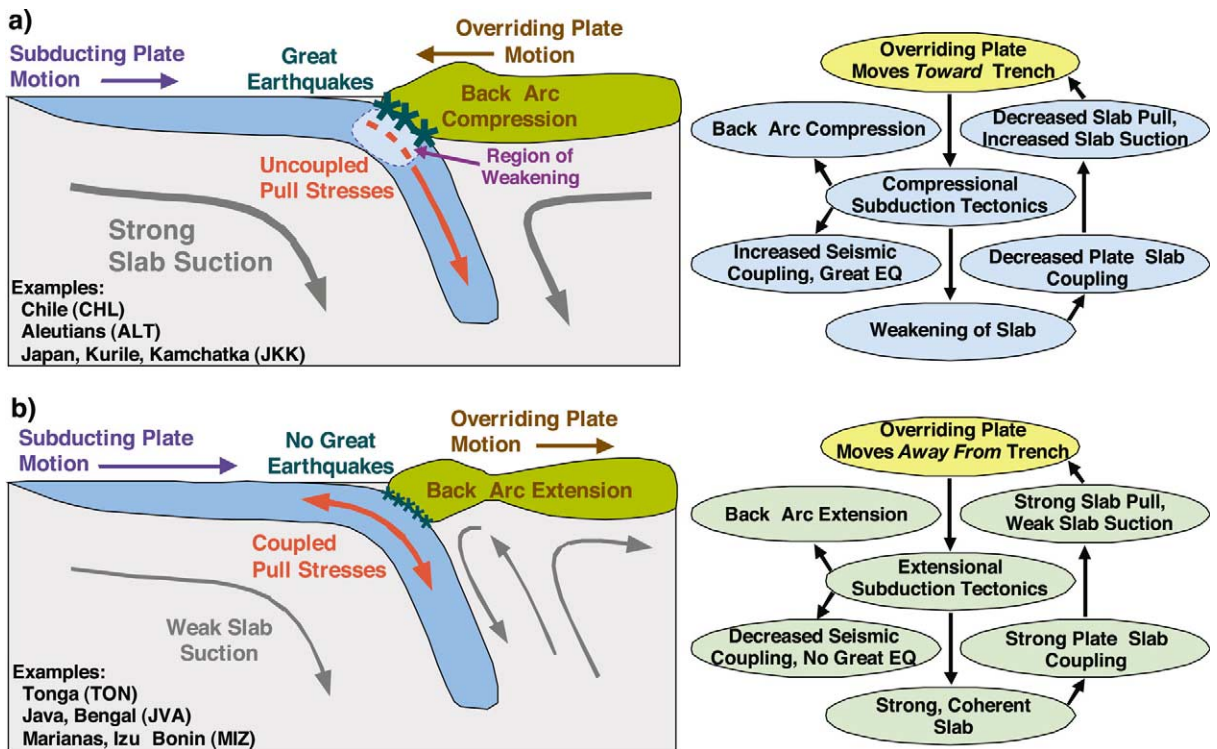 a)
Subducting Plate
Motion
Great
Earthquakes
Overriding Plate
Motion
Back Arc
Compression
Uncoupled
Pull Stresses
Region of
Weakening
Strong
Slab Suction
Examples:
Chile (CHL)
Aleutians (ALT)
Japan, Kurile, Kamchatka (JKK)
Overriding Plate
Moves Toward Trench
Back Arc Compression
Decreased Slab Pull,
Increased Slab Suction
Compressional
Subduction Tectonics
Increased Seismic
Coupling, Great EQ
Decreased Plate Slab
Coupling
Weakening of Slab
b)
Subducting Plate
Motion
No Great
Earthquakes
Overriding Plate
Motion
Back Arc Extension
Coupled
Pull Stresses
Weak Slab
Suction
Examples:
Tonga (TON)
Java, Bengal (JVA)
Marianas, Izu Bonin (MIZ)
Overriding Plate
Moves Away From Trench
Back Arc Extension
Strong Slab Pull,
Weak Slab Suction
Extensional
Subduction Tectonics
Decreased Seismic
Coupling, No Great EQ
Strong Plate Slab
Coupling
Strong, Coherent
Slab